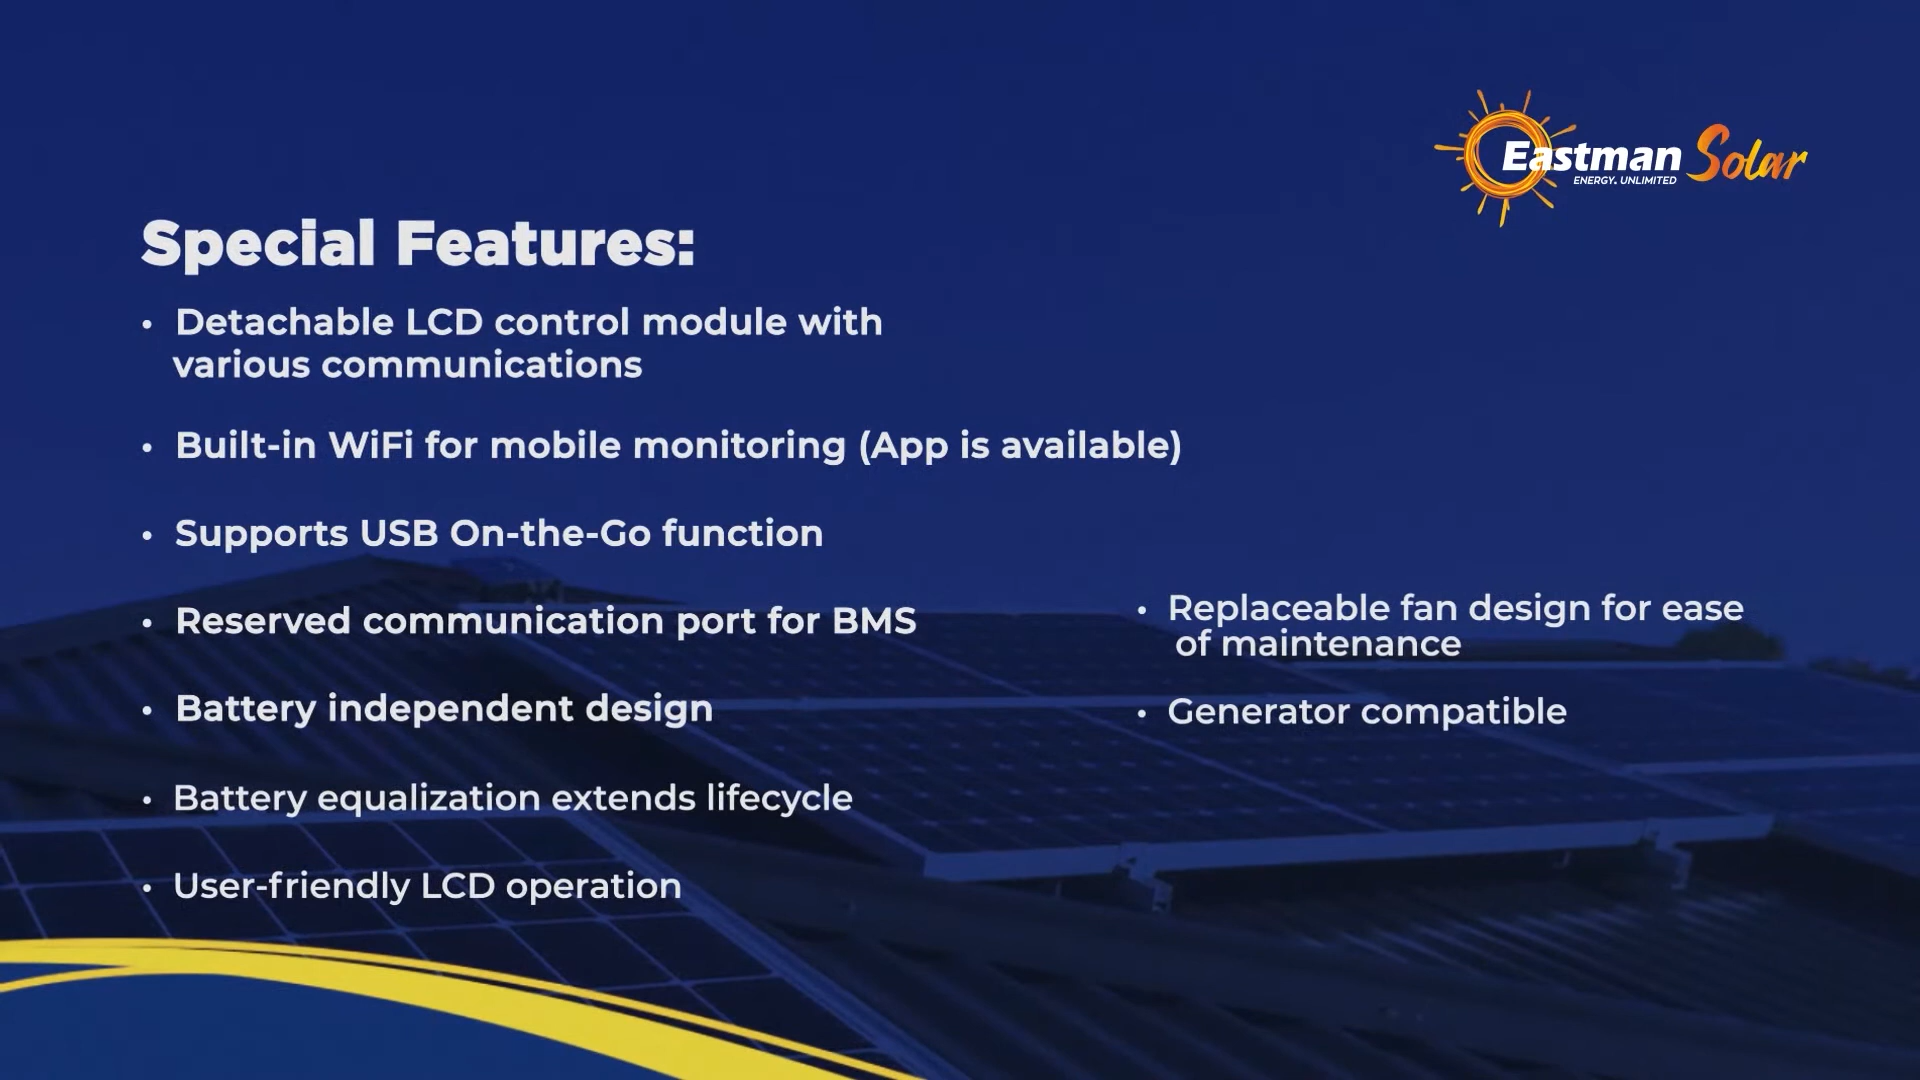 Eastman Solar
ENERGY. UNLIMITED
Special Features:
• Detachable LCD control module with
various communications
• Built-in WiFi for mobile monitoring (App is available)
• Supports USB On-the-Go function
• Reserved communication port for BMS
• Battery independent design
• Battery equalization extends lifecycle
• User-friendly LCD operation
• Replaceable fan design for ease
of maintenance
• Generator compatible